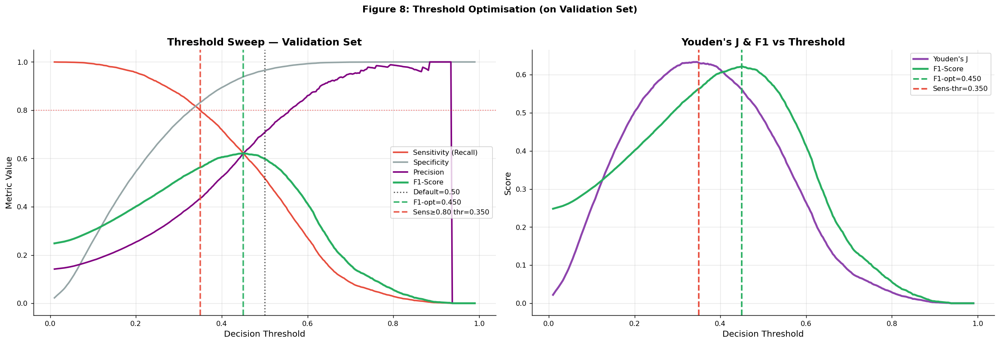 Figure 8: Threshold Optimisation (on Validation Set)
Threshold Sweep — Validation Set
Metric Value
1.0
0.8
0.6
0.4
0.2
0.0
Sensitivity (Recall)
Specificity
Precision
F1-Score
Default=0.50
F1-opt=0.450
Sens≥0.80 thr=0.350
0.0 0.2 0.4 0.6 0.8 1.0
Decision Threshold
Youden's J & F1 vs Threshold
Score
0.6
0.5
0.4
0.3
0.2
0.1
0.0
Youden's J
F1-Score
F1-opt=0.450
Sens-thr=0.350
0.0 0.2 0.4 0.6 0.8 1.0
Decision Threshold